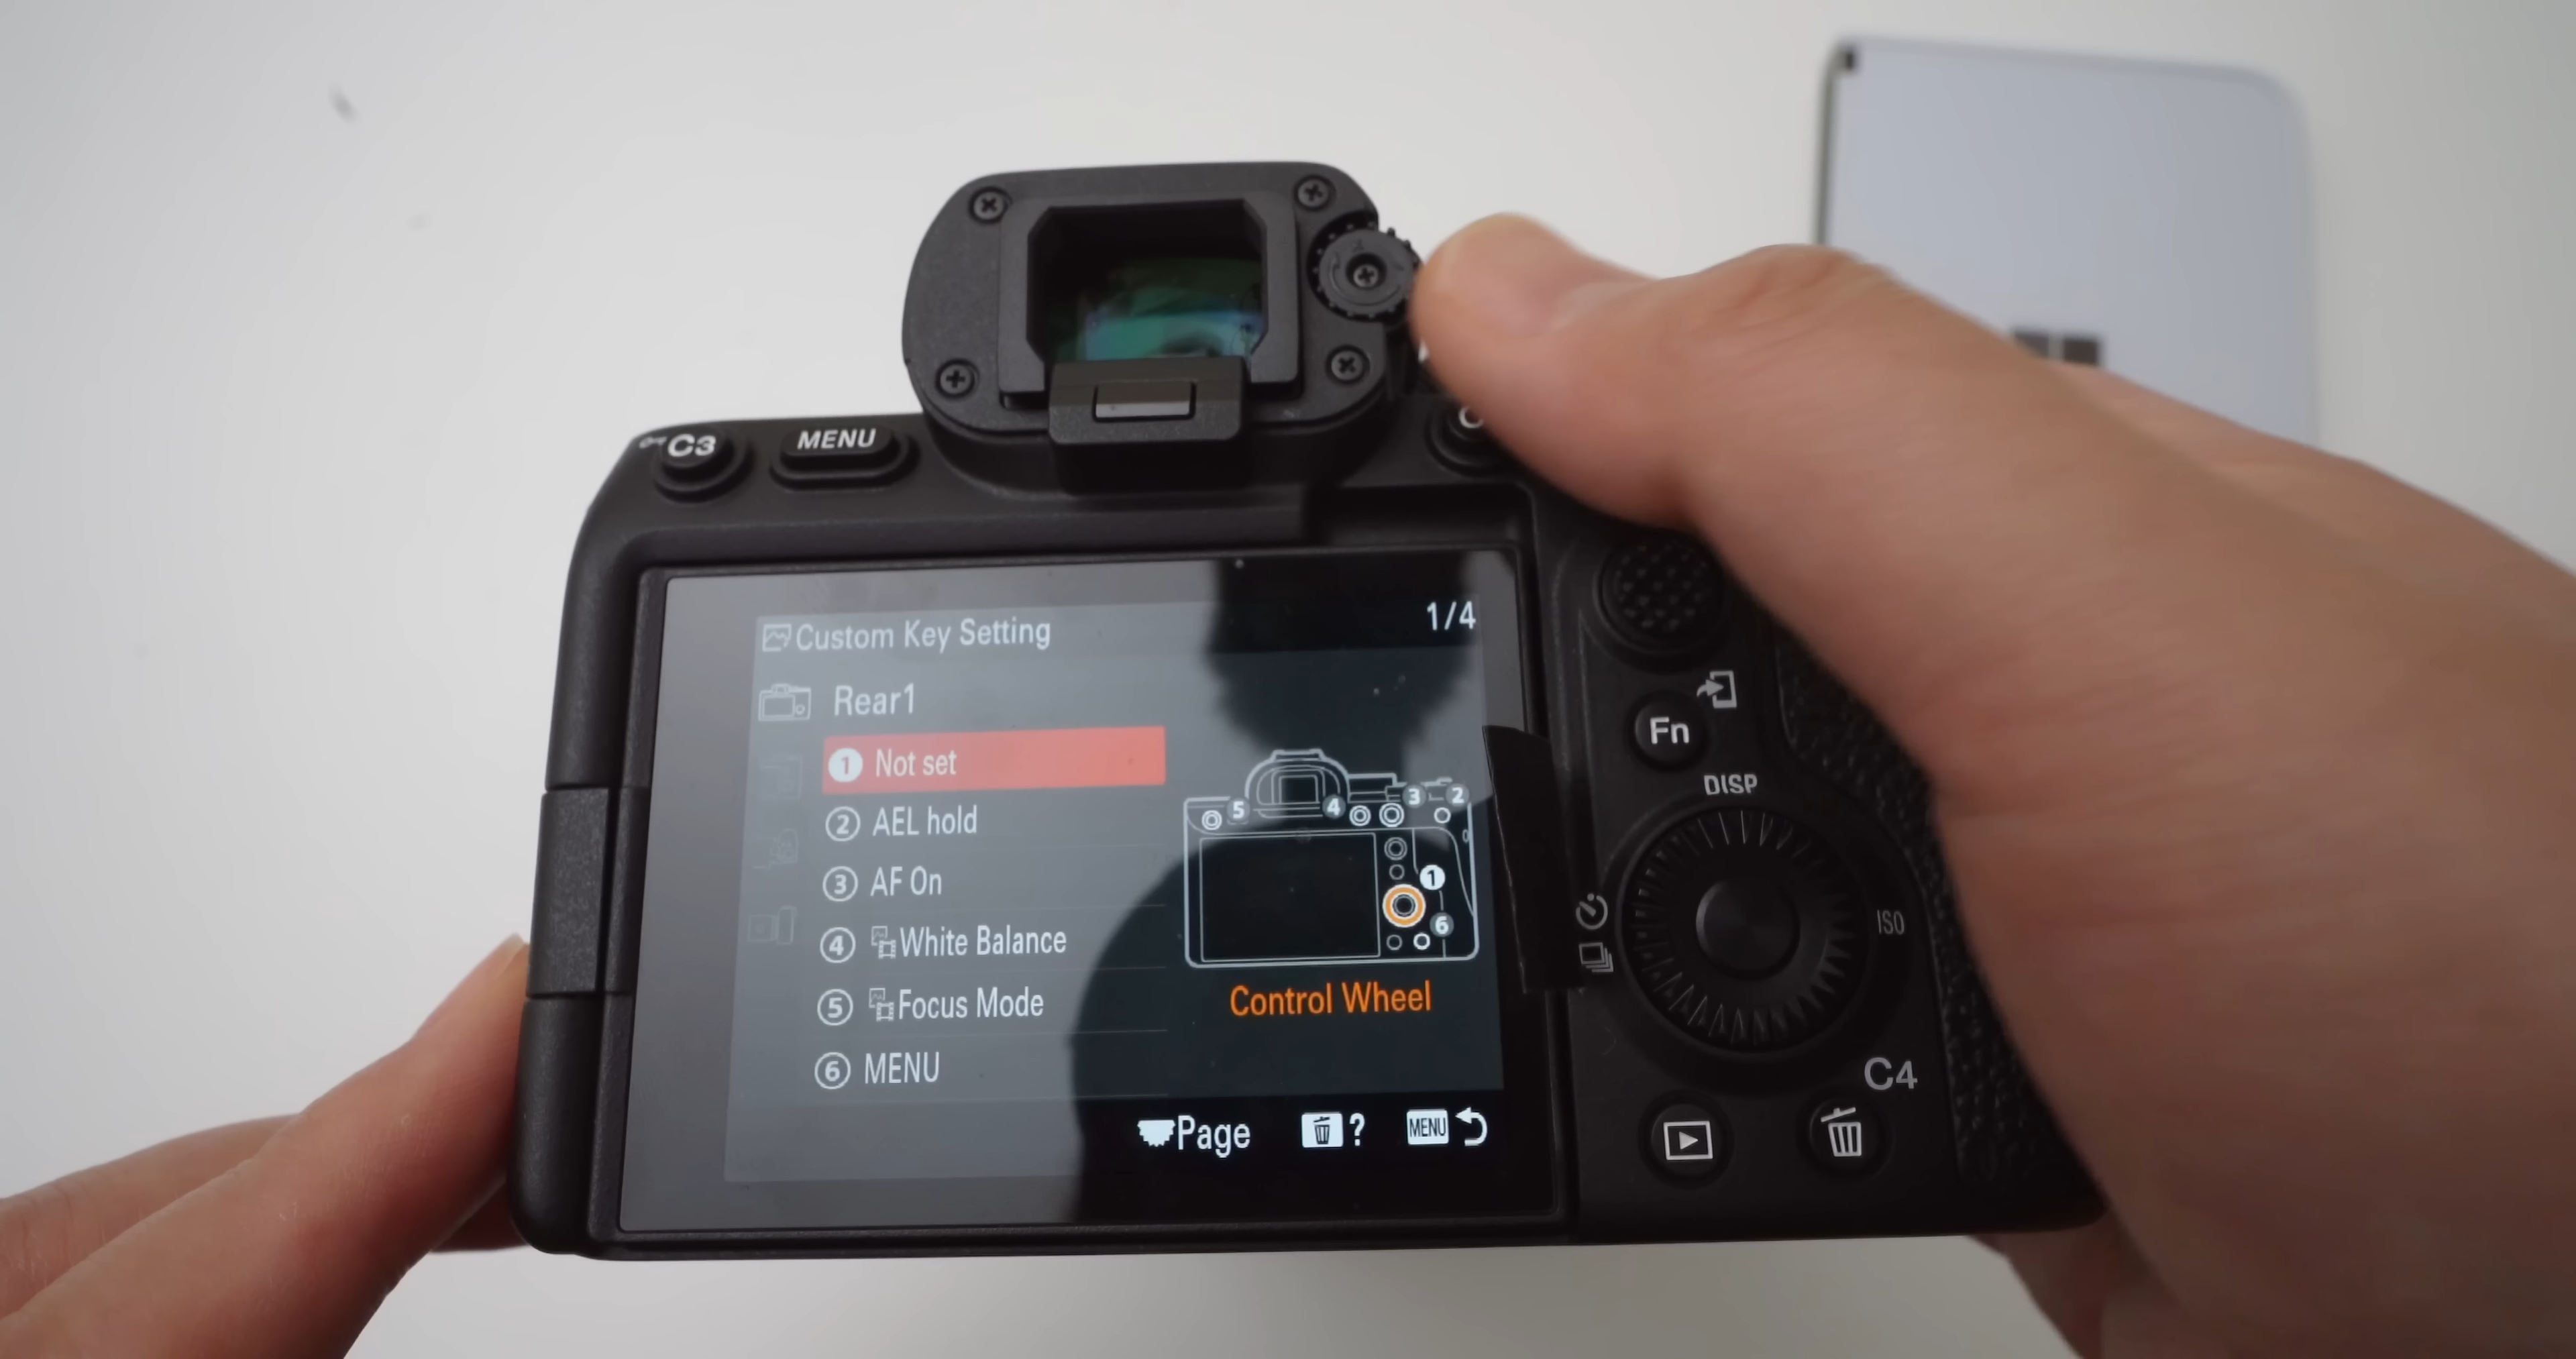 C3
MENU
Custom Key Setting
1/4
Rear1
1 Not set
2 AEL hold
3 AF On
4 White Balance
5 Focus Mode
6 MENU
5 4 3 2
1
6
Control Wheel
Page
?
MENU
Fn
DISP
ISO
C4